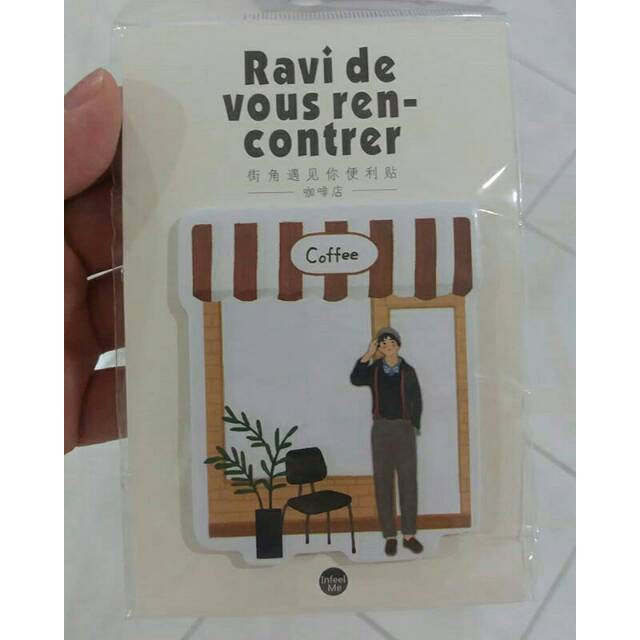 Ravi de
vous ren-
contrer
街角遇见你便利贴
咖啡店
Coffee
Infeel
Me